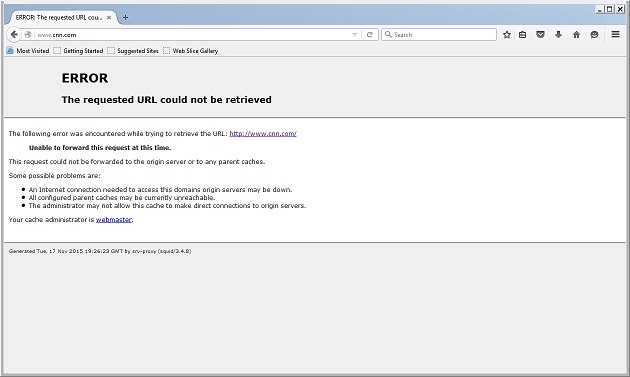 ERROR: The requested URL cou...
www.cnn.com
Search
Most Visited Getting Started Suggested Sites Web Slice Gallery
ERROR
The requested URL could not be retrieved
The following error was encountered while trying to retrieve the URL: http://www.cnn.com/
Unable to forward this request at this time.
This request could not be forwarded to the origin server or to any parent caches.
Some possible problems are:
An Internet connection needed to access this domains origin servers may be down.
All configured parent caches may be currently unreachable.
The administrator may not allow this cache to make direct connections to origin servers.
Your cache administrator is webmaster.
Generated Tue, 17 Nov 2015 19:26:23 GMT by srv-proxy (squid/3.4.8)